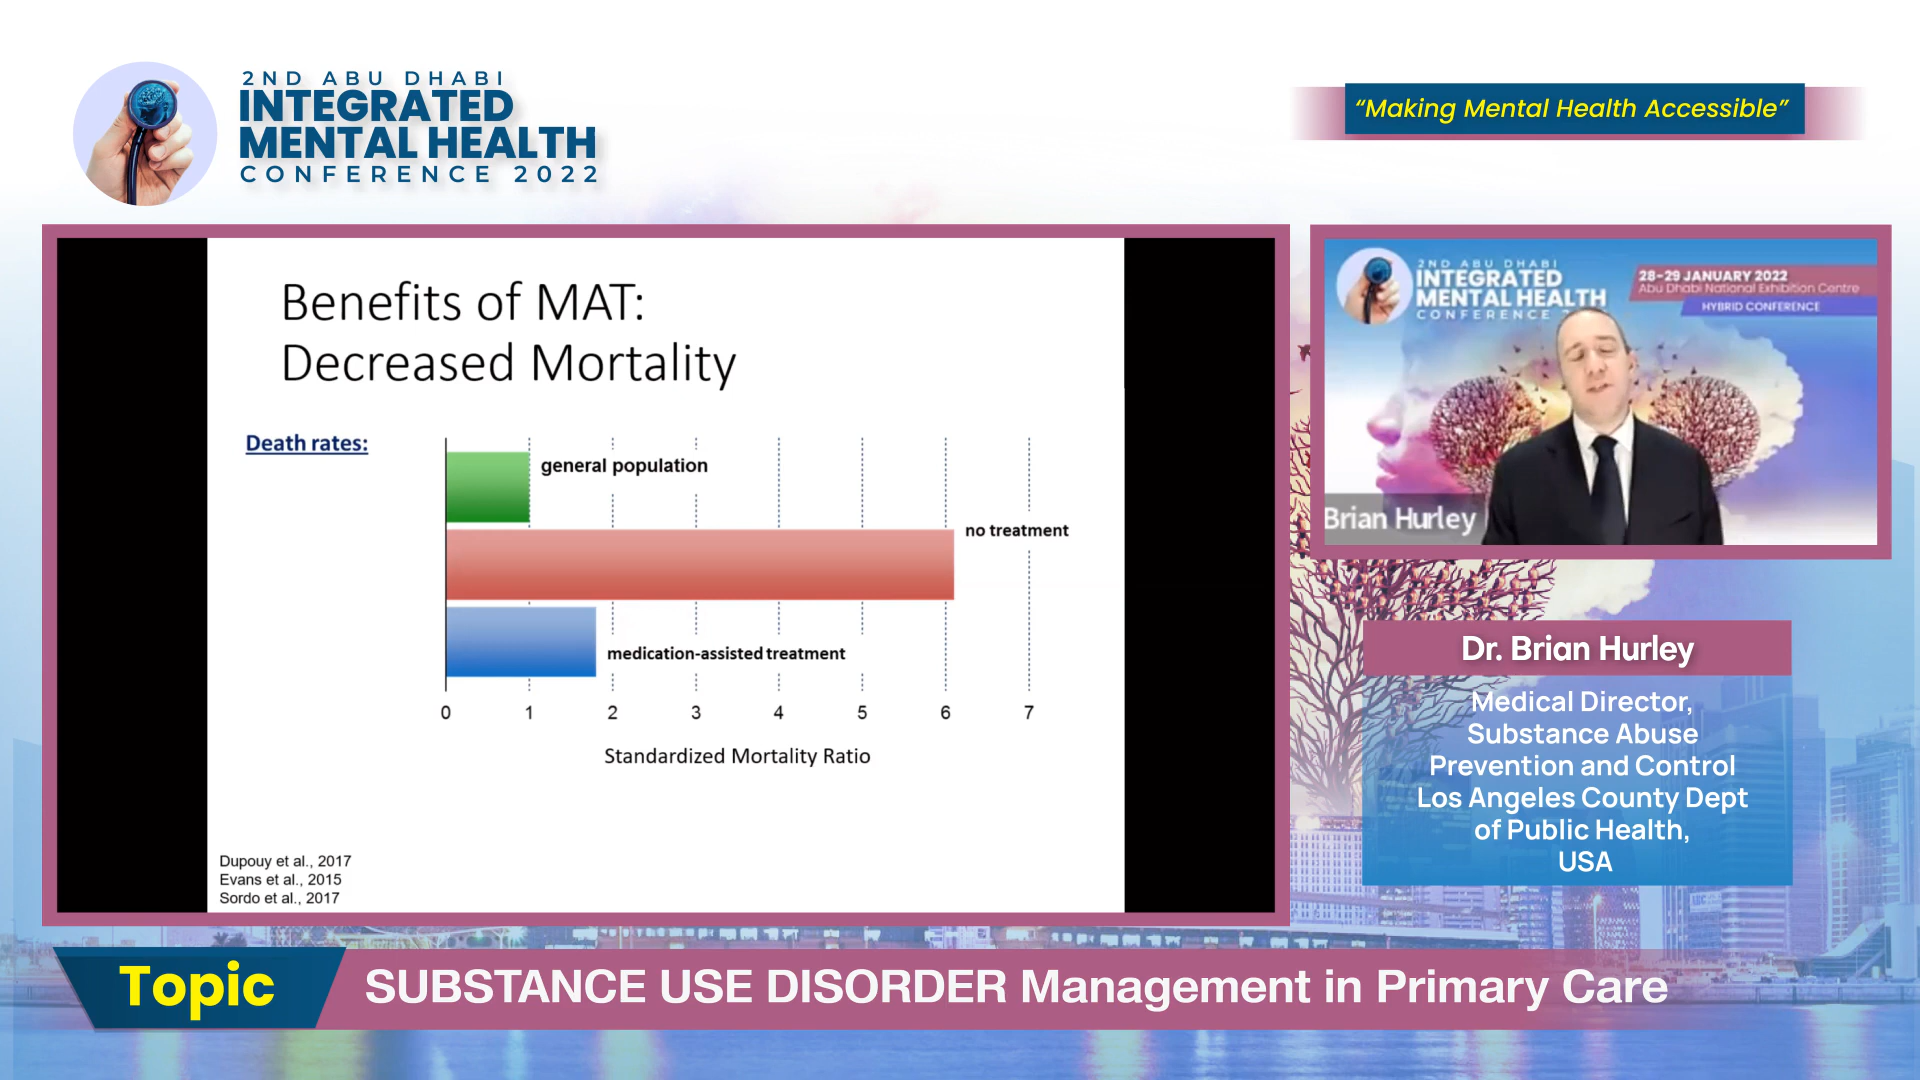 2ND ABU DHABI
INTEGRATED
MENTAL HEALTH
CONFERENCE 2022
“Making Mental Health Accessible”
Benefits of MAT:
Decreased Mortality
Death rates:
general population
no treatment
medication-assisted treatment
0 1 2 3 4 5 6 7
Standardized Mortality Ratio
Dupouy et al., 2017
Evans et al., 2015
Sordo et al., 2017
2ND ABU DHABI
INTEGRATED
MENTAL HEALTH
CONFERENCE
28-29 JANUARY 2022
Abu Dhabi National Exhibition Centre
HYBRID CONFERENCE
Brian Hurley
Dr. Brian Hurley
Medical Director,
Substance Abuse
Prevention and Control
Los Angeles County Dept
of Public Health,
USA
Topic
SUBSTANCE USE DISORDER Management in Primary Care